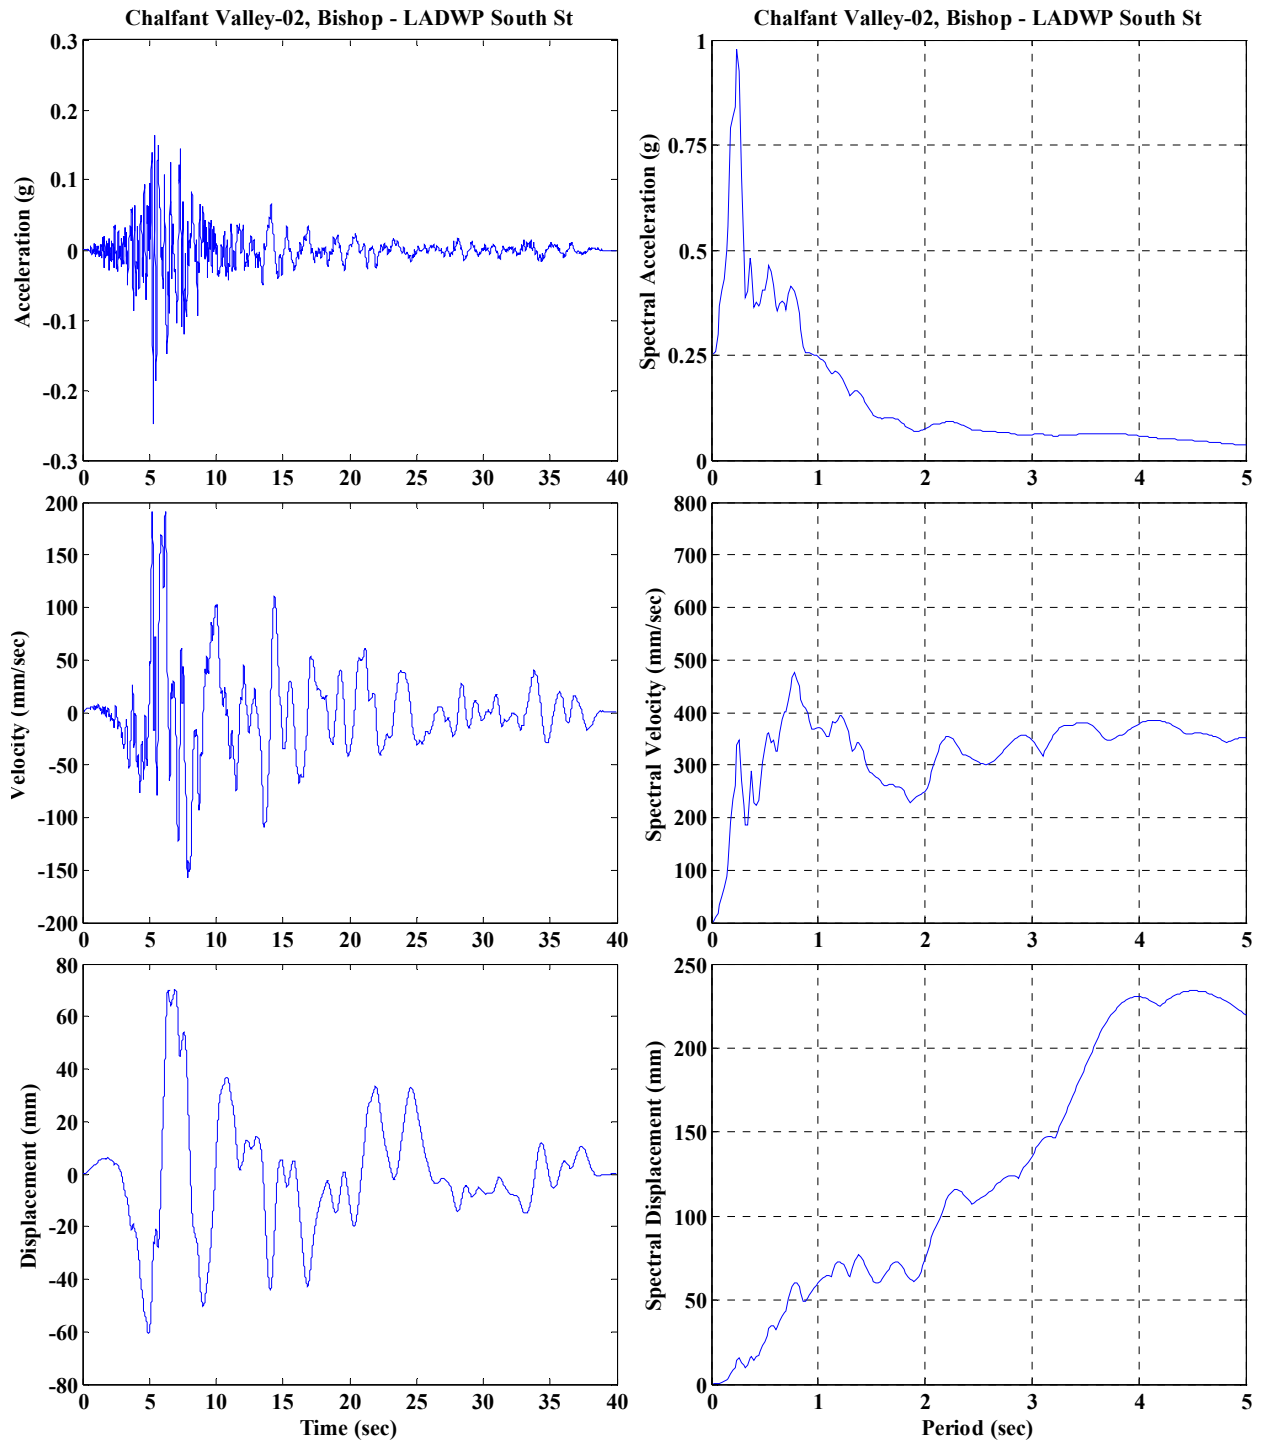 Chalfant Valley-02, Bishop - LADWP South St
Acceleration (g)
0.3
0.2
0.1
0
-0.1
-0.2
-0.3
0 5 10 15 20 25 30 35 40
Chalfant Valley-02, Bishop - LADWP South St
Spectral Acceleration (g)
1
0.75
0.5
0.25
0
0 1 2 3 4 5
Velocity (mm/sec)
200
150
100
50
0
-50
-100
-150
-200
0 5 10 15 20 25 30 35 40
Spectral Velocity (mm/sec)
800
700
600
500
400
300
200
100
0
0 1 2 3 4 5
Displacement (mm)
80
60
40
20
0
-20
-40
-60
-80
0 5 10 15 20 25 30 35 40
Time (sec)
Spectral Displacement (mm)
250
200
150
100
50
0
0 1 2 3 4 5
Period (sec)